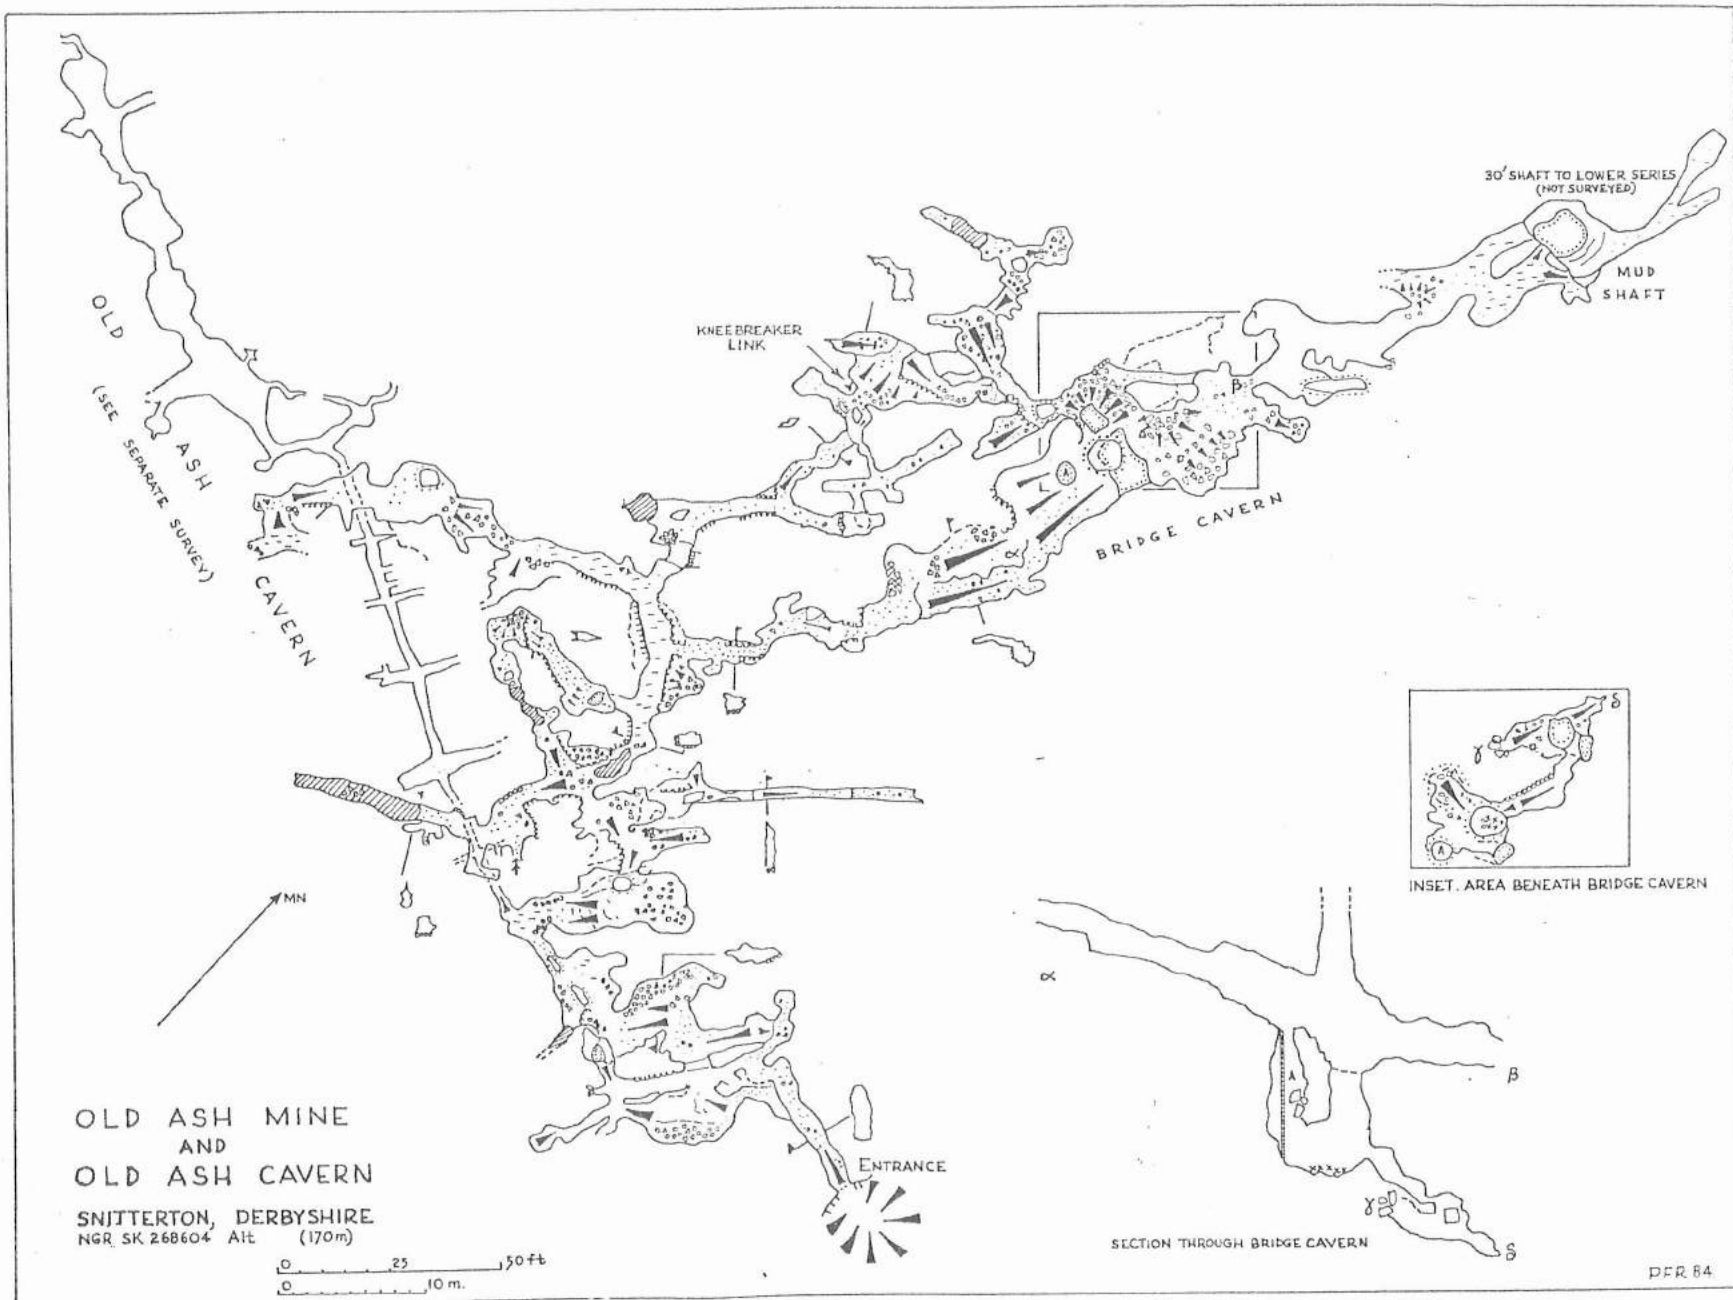 30' SHAFT TO LOWER SERIES
(NOT SURVEYED)
MUD
SHAFT
KNEEBREAKER
LINK
OLD
ASH
CAVERN
(SEE SEPARATE SURVEY)
β
A
L
α
BRIDGE CAVERN
A
L
δ
γ
A
INSET. AREA BENEATH BRIDGE CAVERN
MN
α
A
β
γ
δ
SECTION THROUGH BRIDGE CAVERN
ENTRANCE
OLD ASH MINE
AND
OLD ASH CAVERN
SNITTERTON, DERBYSHIRE
NGR SK 268604 Alt (170m)
0 25 50 ft
0 10 m.
PFR 84